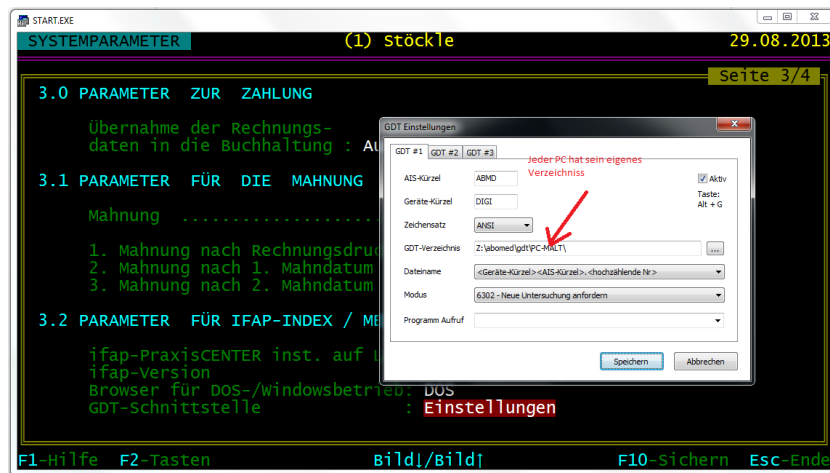 START.EXE
SYSTEMPARAMETER (1) Stöckle 29.08.2013
Seite 3/4
3.0 PARAMETER ZUR ZAHLUNG
Übernahme der Rechnungs-
daten in die Buchhaltung : Au
3.1 PARAMETER FÜR DIE MAHNUNG
Mahnung ...................
1. Mahnung nach Rechnungsdruc
2. Mahnung nach 1. Mahndatum
3. Mahnung nach 2. Mahndatum
3.2 PARAMETER FÜR IFAP-INDEX / ME
ifap-PraxisCENTER inst. auf L
ifap-Version
Browser für DOS-/Windowsbetrieb: DOS
GDT-Schnittstelle : Einstellungen
F1-Hilfe F2-Tasten Bild↓/Bild↑ F10-Sichern Esc-Ende
GDT Einstellungen
GDT #1 GDT #2 GDT #3
Jeder PC hat sein eigenes
Verzeichniss
AIS-Kürzel ABMD Aktiv
Geräte-Kürzel DIGI Taste:
Alt + G
Zeichensatz ANSI
GDT-Verzeichnis Z:\abomed\gdt\PC-MALT\ ...
Dateiname <Geräte-Kürzel><AIS-Kürzel>.<hochzählende Nr>
Modus 6302 - Neue Untersuchung anfordern
Programm Aufruf
Speichern Abbrechen